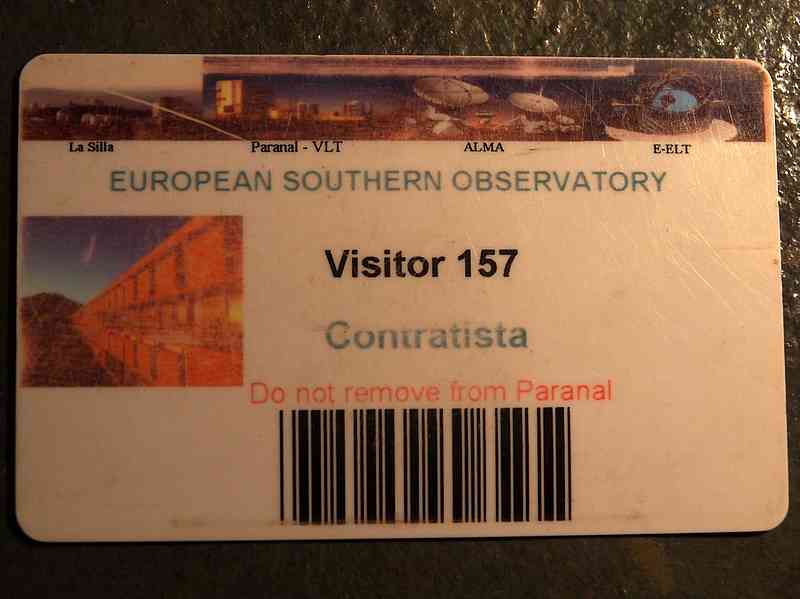 La Silla Paranal - VLT ALMA E-ELT
EUROPEAN SOUTHERN OBSERVATORY
Visitor 157
Contratista
Do not remove from Paranal